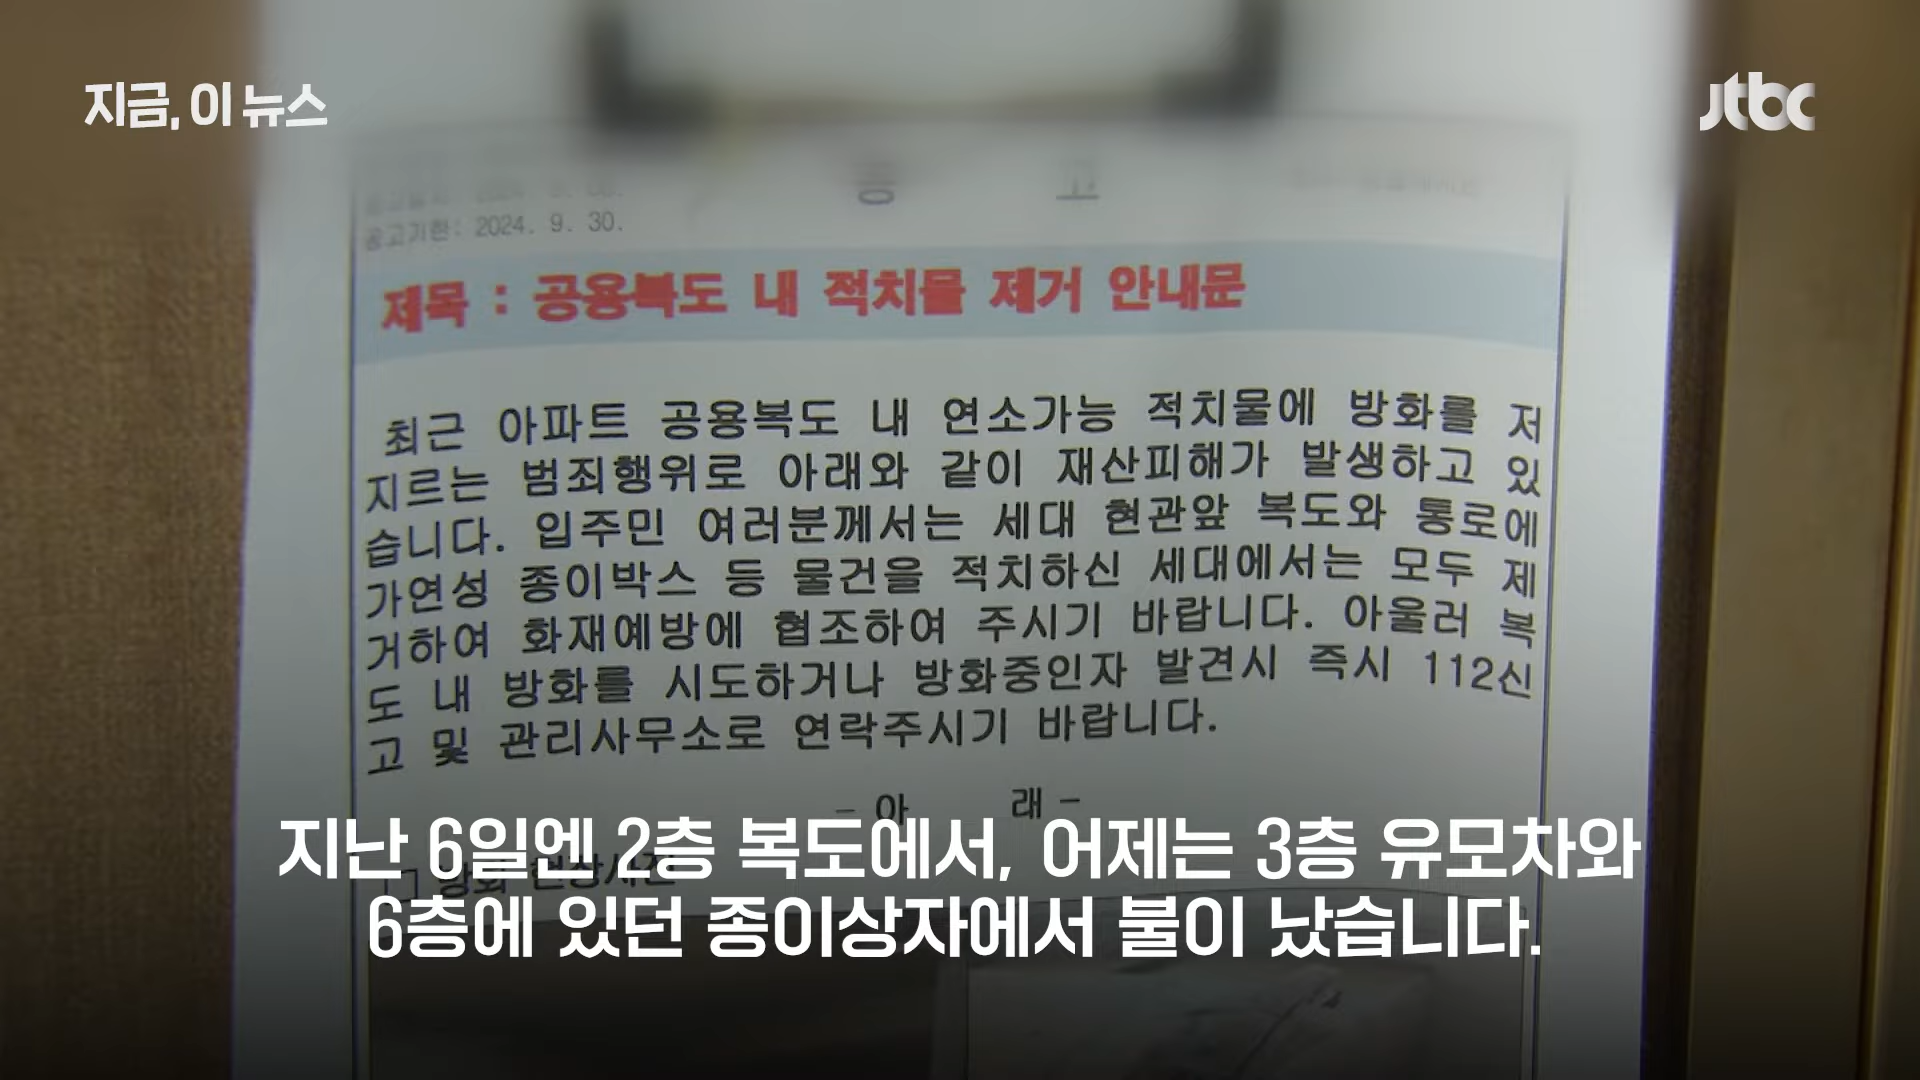 지금, 이 뉴스
jtbc
공 고
공고기한: 2024. 9. 30.
제목 : 공용복도 내 적치물 제거 안내문
최근 아파트 공용복도 내 연소가능 적치물에 방화를 저
지르는 범죄행위로 아래와 같이 재산피해가 발생하고 있
습니다. 입주민 여러분께서는 세대 현관앞 복도와 통로에
가연성 종이박스 등 물건을 적치하신 세대에서는 모두 제
거하여 화재예방에 협조하여 주시기 바랍니다. 아울러 복
도 내 방화를 시도하거나 방화중인자 발견시 즉시 112신
고 및 관리사무소로 연락주시기 바랍니다.
- 아 래 -
□ 방화 현장사진
지난 6일엔 2층 복도에서, 어제는 3층 유모차와
6층에 있던 종이상자에서 불이 났습니다.